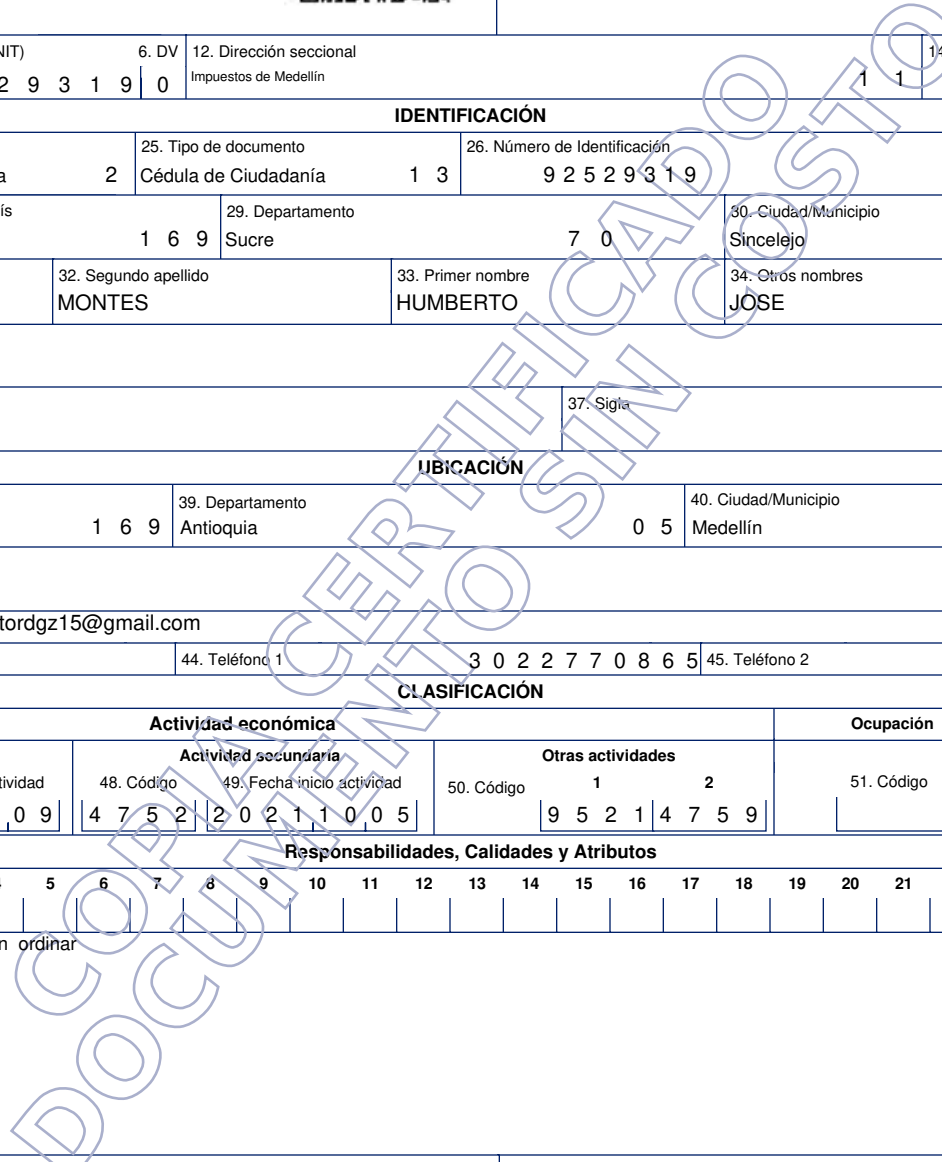 NIT) 6. DV 12. Dirección seccional 14
2 9 3 1 9 0 Impuestos de Medellín 1 1
IDENTIFICACIÓN
25. Tipo de documento 26. Número de Identificación
a 2 Cédula de Ciudadanía 1 3 9 2 5 2 9 3 1 9
ís 29. Departamento 30. Ciudad/Municipio
1 6 9 Sucre 7 0 Sincelejo
32. Segundo apellido 33. Primer nombre 34. Otros nombres
MONTES HUMBERTO JOSE
37. Sigla
UBICACIÓN
39. Departamento 40. Ciudad/Municipio
1 6 9 Antioquia 0 5 Medellín
tordgz15@gmail.com
44. Teléfono 1 3 0 2 2 7 7 0 8 6 5 45. Teléfono 2
CLASIFICACIÓN
Actividad económica Ocupación
Actividad secundaria Otras actividades
tividad 48. Código 49. Fecha inicio actividad 50. Código 1 2 51. Código
0 9 4 7 5 2 2 0 2 1 1 0 0 5 9 5 2 1 4 7 5 9
Responsabilidades, Calidades y Atributos
5 6 7 8 9 10 11 12 13 14 15 16 17 18 19 20 21
n ordinar
COPIA CERTIFICADO
DOCUMENTO SIN COSTO